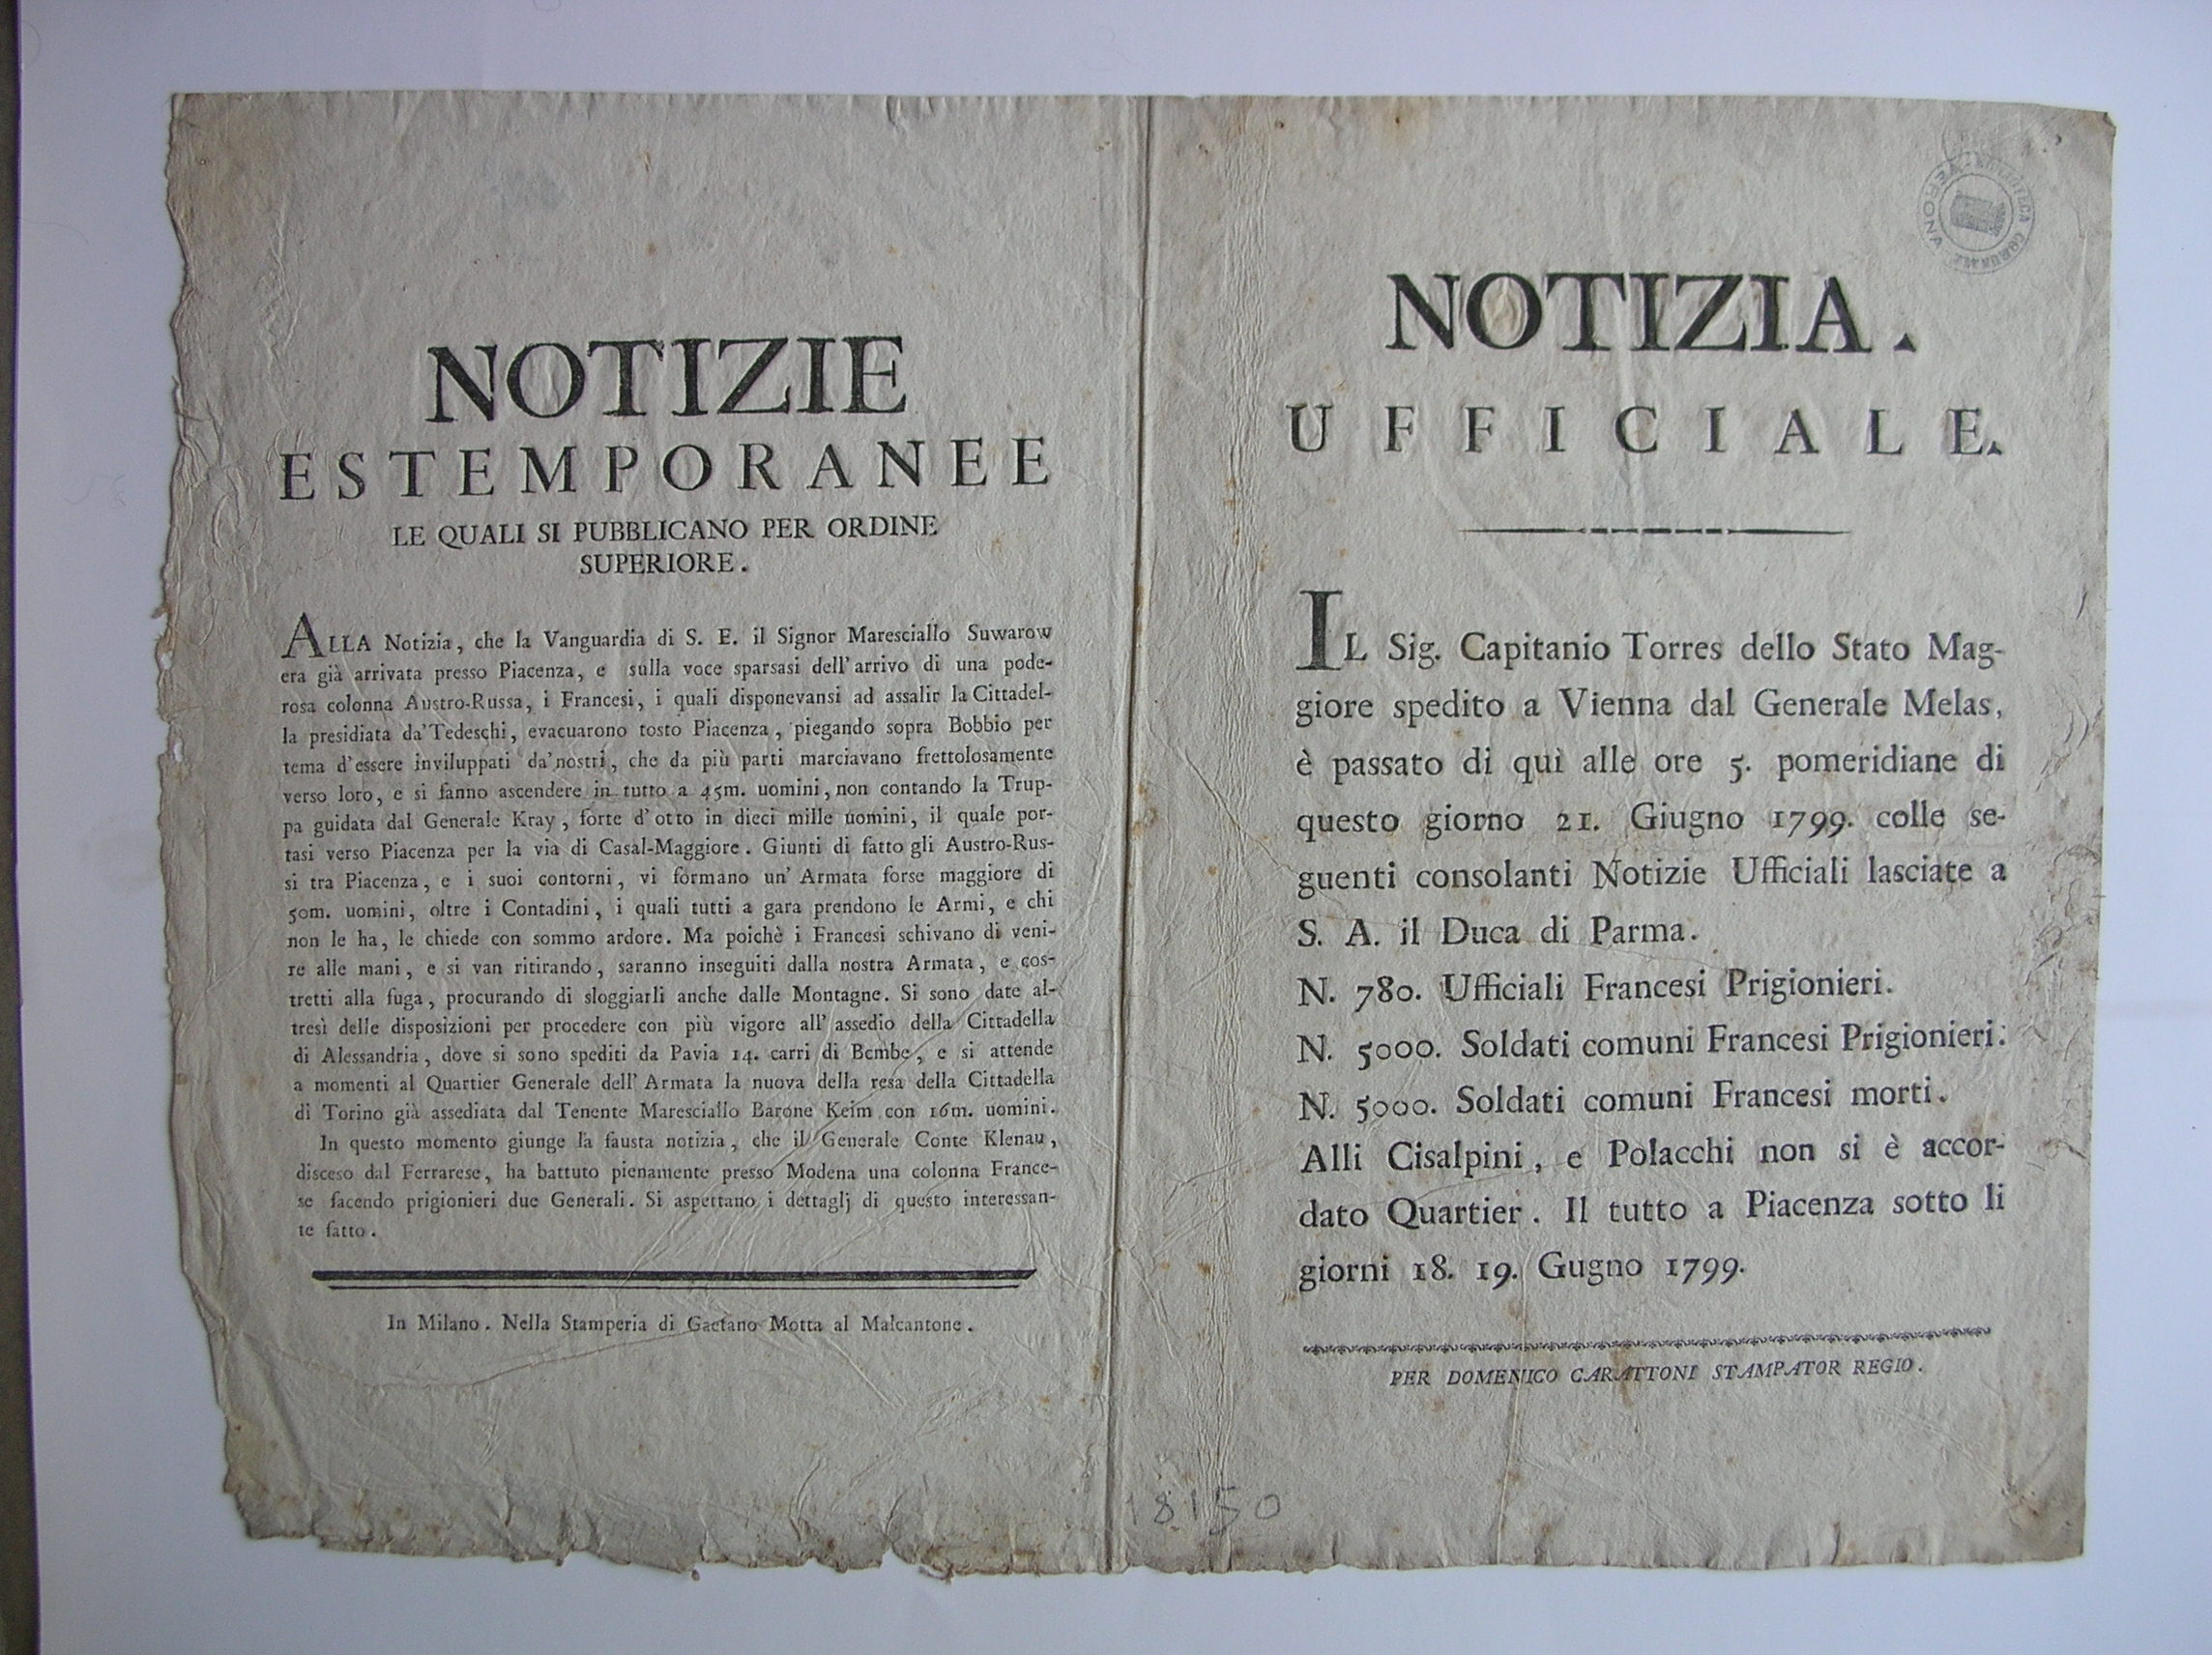 NOTIZIE
ESTEMPORANEE
LE QUALI SI PUBBLICANO PER ORDINE
SUPERIORE.
ALLA Notizia, che la Vanguardia di S. E. il Signor Maresciallo Suwarow
era già arrivata presso Piacenza, e sulla voce sparsasi dell'arrivo di una pode-
rosa colonna Austro-Russa, i Francesi, i quali disponevansi ad assalir la Cittadel-
la presidiata da'Tedeschi, evacuarono tosto Piacenza, piegando sopra Bobbio per
tema d'essere inviluppati da'nostri, che da più parti marciavano frettolosamente
verso loro, e si fanno ascendere in tutto a 45m. uomini, non contando la Trup-
pa guidata dal Generale Kray, forte d'otto in dieci mille uomini, il quale por-
tasi verso Piacenza per la via di Casal-Maggiore. Giunti di fatto gli Austro-Rus-
si tra Piacenza, e i suoi contorni, vi formano un' Armata forse maggiore di
50m. uomini, oltre i Contadini, i quali tutti a gara prendono le Armi, e chi
non le ha, le chiede con sommo ardore. Ma poichè i Francesi schivano di veni-
re alle mani, e si van ritirando, saranno inseguiti dalla nostra Armata, e cos-
tretti alla fuga, procurando di sloggiarli anche dalle Montagne. Si sono date al-
tresì delle disposizioni per procedere con più vigore all' assedio della Cittadella
di Alessandria, dove si sono spediti da Pavia 14. carri di Bombe, e si attende
a momenti al Quartier Generale dell' Armata la nuova della resa della Cittadella
di Torino già assediata dal Tenente Maresciallo Barone Keim con 16m. uomini.
In questo momento giunge la fausta notizia, che il Generale Conte Klenau,
disceso dal Ferrarese, ha battuto pienamente presso Modena una colonna France-
se facendo prigionieri due Generali. Si aspettano i dettaglj di questo interessan-
te fatto.
In Milano. Nella Stamperia di Gaetano Motta al Malcantone.
NOTIZIA.
UFFICIALE.
IL Sig. Capitanio Torres dello Stato Mag-
giore spedito a Vienna dal Generale Melas,
è passato di quì alle ore 5. pomeridiane di
questo giorno 21. Giugno 1799. colle se-
guenti consolanti Notizie Ufficiali lasciate a
S. A. il Duca di Parma.
N. 780. Ufficiali Francesi Prigionieri.
N. 5000. Soldati comuni Francesi Prigionieri.
N. 5000. Soldati comuni Francesi morti.
Alli Cisalpini, e Polacchi non si è accor-
dato Quartier. Il tutto a Piacenza sotto li
giorni 18. 19. Gugno 1799.
PER DOMENICO CARATTONI STAMPATOR REGIO.
18150
BIBLIOTECA COMUNALE VERONA